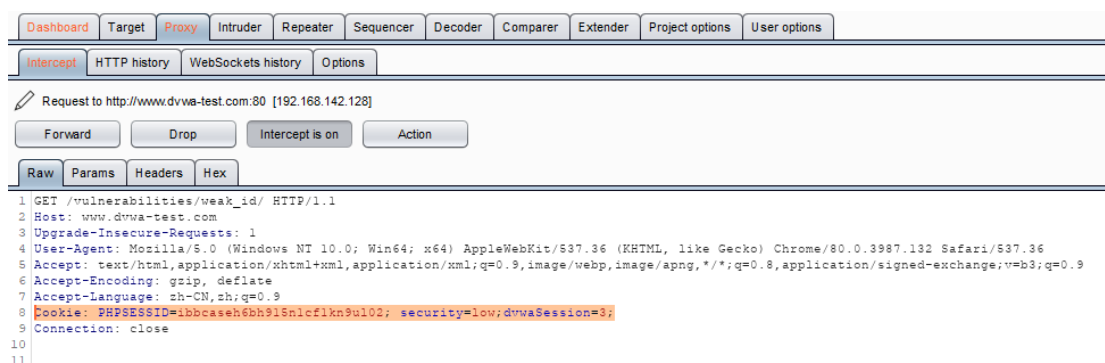 Dashboard Target Proxy Intruder Repeater Sequencer Decoder Comparer Extender Project options User options
Intercept HTTP history WebSockets history Options
Request to http://www.dvwa-test.com:80 [192.168.142.128]
Forward Drop Intercept is on Action
Raw Params Headers Hex
1 GET /vulnerabilities/weak_id/ HTTP/1.1
2 Host: www.dvwa-test.com
3 Upgrade-Insecure-Requests: 1
4 User-Agent: Mozilla/5.0 (Windows NT 10.0; Win64; x64) AppleWebKit/537.36 (KHTML, like Gecko) Chrome/80.0.3987.132 Safari/537.36
5 Accept: text/html,application/xhtml+xml,application/xml;q=0.9,image/webp,image/apng,*/*;q=0.8,application/signed-exchange;v=b3;q=0.9
6 Accept-Encoding: gzip, deflate
7 Accept-Language: zh-CN,zh;q=0.9
8 Cookie: PHPSESSID=ibbcaseh6bh9l5nlcflkn9ul02; security=low;dvwaSession=3;
9 Connection: close
10
11